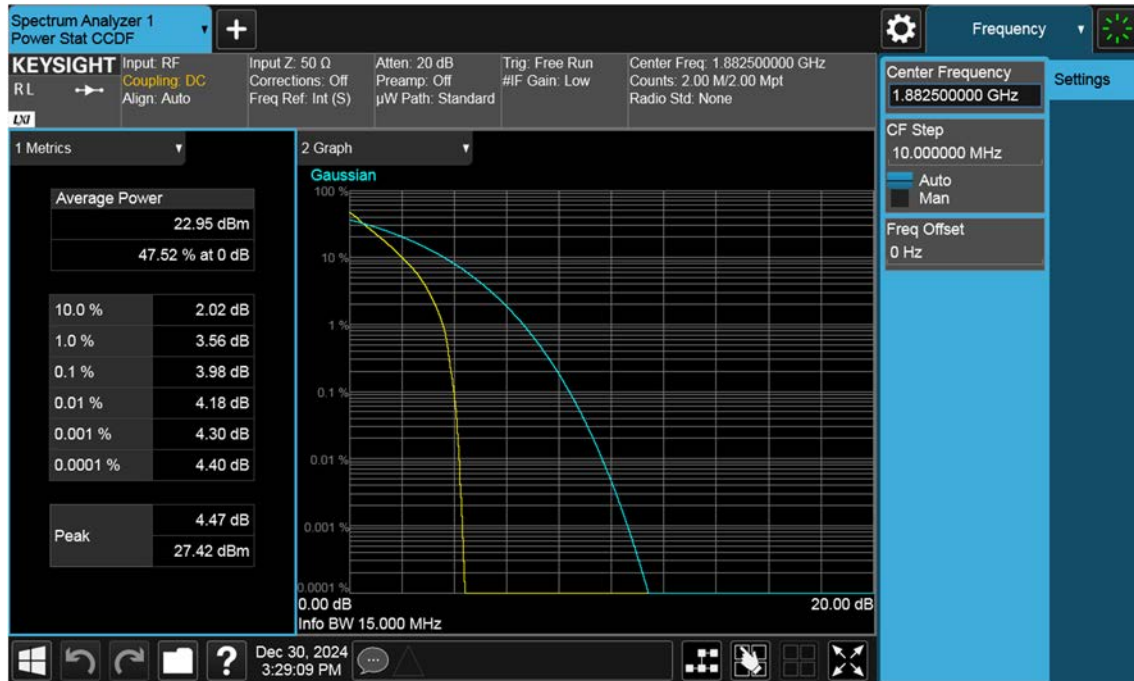 Spectrum Analyzer 1
Power Stat CCDF
Frequency
KEYSIGHT
RL
LXI
Input: RF
Coupling: DC
Align: Auto
Input Z: 50 Ω
Corrections: Off
Freq Ref: Int (S)
Atten: 20 dB
Preamp: Off
µW Path: Standard
Trig: Free Run
#IF Gain: Low
Center Freq: 1.882500000 GHz
Counts: 2.00 M/2.00 Mpt
Radio Std: None
Center Frequency
1.882500000 GHz
Settings
CF Step
10.000000 MHz
Auto
Man
Freq Offset
0 Hz
1 Metrics
Average Power
22.95 dBm
47.52 % at 0 dB
10.0 % 2.02 dB
1.0 % 3.56 dB
0.1 % 3.98 dB
0.01 % 4.18 dB
0.001 % 4.30 dB
0.0001 % 4.40 dB
Peak
4.47 dB
27.42 dBm
2 Graph
Gaussian
100 %
10 %
1 %
0.1 %
0.01 %
0.001 %
0.0001 %
0.00 dB 20.00 dB
Info BW 15.000 MHz
?
Dec 30, 2024
3:29:09 PM